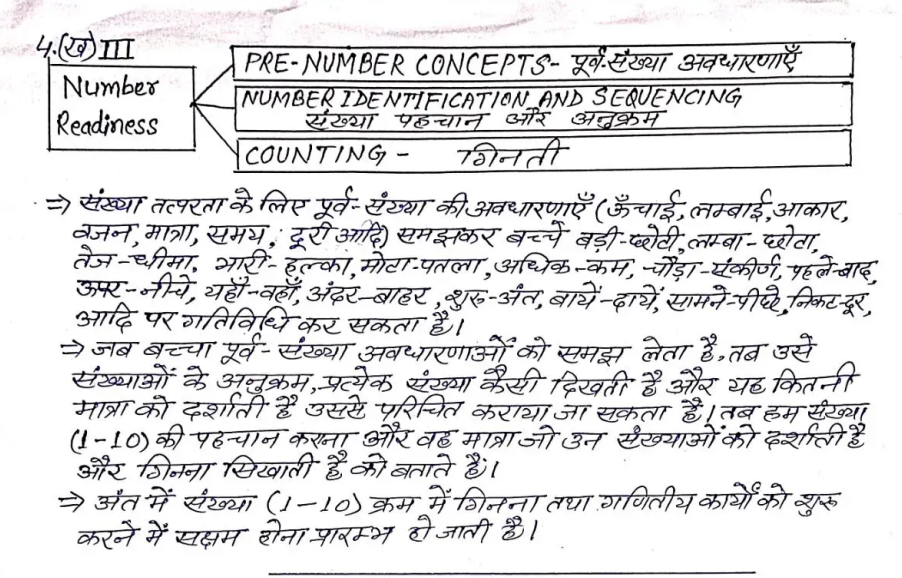 4.(ख) III
Number
Readiness
PRE-NUMBER CONCEPTS- पूर्व-संख्या अवधारणाएँ
NUMBER IDENTIFICATION AND SEQUENCING
संख्या पहचान और अनुक्रम
COUNTING - गिनती
⇒ संख्या तत्परता के लिए पूर्व-संख्या की अवधारणाएँ (ऊँचाई, लम्बाई, आकार,
वजन, मात्रा, समय, दूरी आदि) समझकर बच्चे बड़ी-छोटी, लम्बा-छोटा,
तेज-धीमा, भारी-हल्का, मोटा-पतला, अधिक-कम, चौड़ा-संकीर्ण, पहले-बाद,
ऊपर-नीचे, यहाँ-वहाँ, अंदर-बाहर, शुरु-अंत, बायें-दायें, सामने-पीछे, निकट-दूर,
आदि पर गतिविधि कर सकता है।
⇒ जब बच्चा पूर्व-संख्या अवधारणाओं को समझ लेता है, तब उसे
संख्याओं के अनुक्रम, प्रत्येक संख्या कैसी दिखती है और यह कितनी
मात्रा को दर्शाती है उससे परिचित कराया जा सकता है। तब हम संख्या
(1-10) की पहचान करना और वह मात्रा जो उन संख्याओं को दर्शाती है
और गिनना सिखाती है को बताते हैं।
⇒ अंत में संख्या (1-10) क्रम में गिनना तथा गणितीय कार्यों को शुरू
करने में सक्षम होना प्रारम्भ हो जाती है।